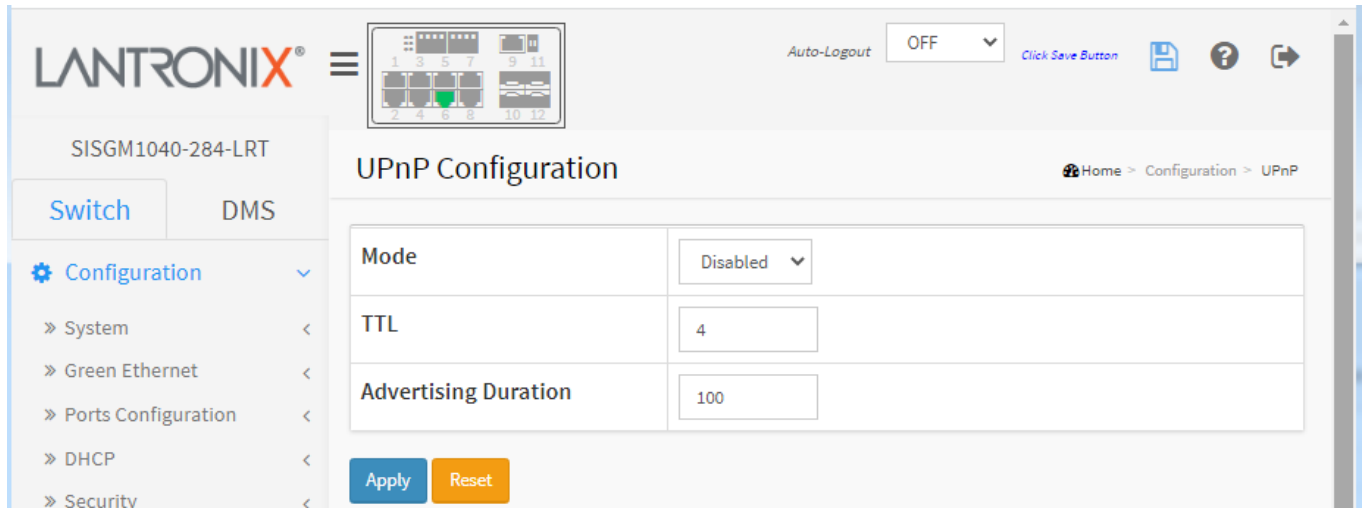 LANTRONIX®
1 3 5 7 9 11
2 4 6 8 10 12
Auto-Logout OFF Click Save Button
SISGM1040-284-LRT
Switch DMS
Configuration
» System
» Green Ethernet
» Ports Configuration
» DHCP
» Security
UPnP Configuration
Home > Configuration > UPnP
Mode Disabled
TTL 4
Advertising Duration 100
Apply Reset